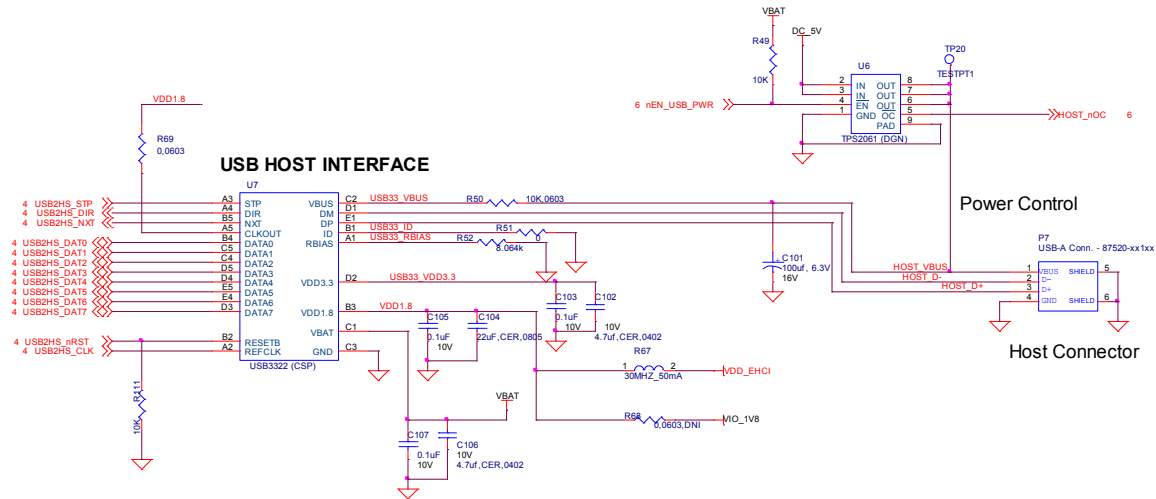 VBAT
DC_5V
R49
10K
U6
TP20
TESTPT1
2 IN OUT 8
3 IN OUT 7
4 EN OUT 6
1 GND OC 5
PAD 9
TPS2061 (DGN)
6 nEN_USB_PWR
HOST_nOC 6
VDD1.8
R69
0,0603
USB HOST INTERFACE
U7
4 USB2HS_STP A3 STP
4 USB2HS_DIR A4 DIR
4 USB2HS_NXT B5 NXT
A5 CLKOUT
4 USB2HS_DAT0 B4 DATA0
4 USB2HS_DAT1 C5 DATA1
4 USB2HS_DAT2 C4 DATA2
4 USB2HS_DAT3 D5 DATA3
4 USB2HS_DAT4 D4 DATA4
4 USB2HS_DAT5 E5 DATA5
4 USB2HS_DAT6 E4 DATA6
4 USB2HS_DAT7 D3 DATA7
4 USB2HS_nRST B2 RESETB
4 USB2HS_CLK A2 REFCLK
VBUS C2 USB33_VBUS R50 10K,0603
DM D1
DP E1
ID B1 USB33_ID R51 0
RBIAS A1 USB33_RBIAS R52 8.064k
VDD3.3 D2 USB33_VDD3.3
VDD1.8 B3 VDD1.8
VBAT C1
GND C3
USB3322 (CSP)
R111
10K
C105
0.1uF
10V
C104
22uF,CER,0805
C103
0.1uF
10V
C102
10V
4.7uf,CER,0402
R67
1 2
30MHZ_50mA
VDD_EHCI
R68
0,0603,DNI
VIO_1V8
VBAT
C107
0.1uF
10V
C106
10V
4.7uf,CER,0402
C101
100uf, 6.3V
16V
Power Control
P7
USB-A Conn. - 87520-xx1xx
HOST_VBUS 1 VBUS SHIELD 5
HOST_D- 2 D-
HOST_D+ 3 D+
4 GND SHIELD 6
Host Connector